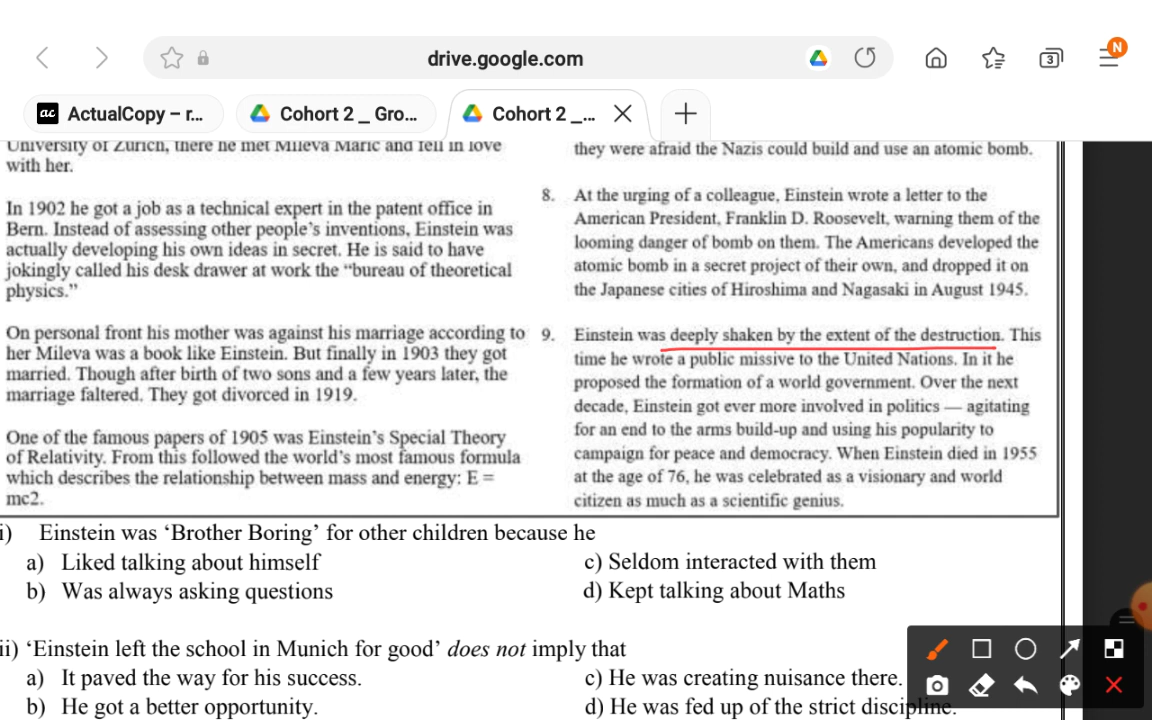 drive.google.com
3
N
ac ActualCopy – r...
Cohort 2 _ Gro...
Cohort 2 _...
University of Zurich, there he met Mileva Maric and fell in love
with her.
In 1902 he got a job as a technical expert in the patent office in
Bern. Instead of assessing other people's inventions, Einstein was
actually developing his own ideas in secret. He is said to have
jokingly called his desk drawer at work the “bureau of theoretical
physics.”
On personal front his mother was against his marriage according to
her Mileva was a book like Einstein. But finally in 1903 they got
married. Though after birth of two sons and a few years later, the
marriage faltered. They got divorced in 1919.
One of the famous papers of 1905 was Einstein's Special Theory
of Relativity. From this followed the world's most famous formula
which describes the relationship between mass and energy: E =
mc2.
they were afraid the Nazis could build and use an atomic bomb.
8. At the urging of a colleague, Einstein wrote a letter to the
American President, Franklin D. Roosevelt, warning them of the
looming danger of bomb on them. The Americans developed the
atomic bomb in a secret project of their own, and dropped it on
the Japanese cities of Hiroshima and Nagasaki in August 1945.
9. Einstein was deeply shaken by the extent of the destruction. This
time he wrote a public missive to the United Nations. In it he
proposed the formation of a world government. Over the next
decade, Einstein got ever more involved in politics — agitating
for an end to the arms build-up and using his popularity to
campaign for peace and democracy. When Einstein died in 1955
at the age of 76, he was celebrated as a visionary and world
citizen as much as a scientific genius.
i) Einstein was ‘Brother Boring’ for other children because he
a) Liked talking about himself
b) Was always asking questions
c) Seldom interacted with them
d) Kept talking about Maths
ii) ‘Einstein left the school in Munich for good’ does not imply that
a) It paved the way for his success.
b) He got a better opportunity.
c) He was creating nuisance there.
d) He was fed up of the strict discipline.